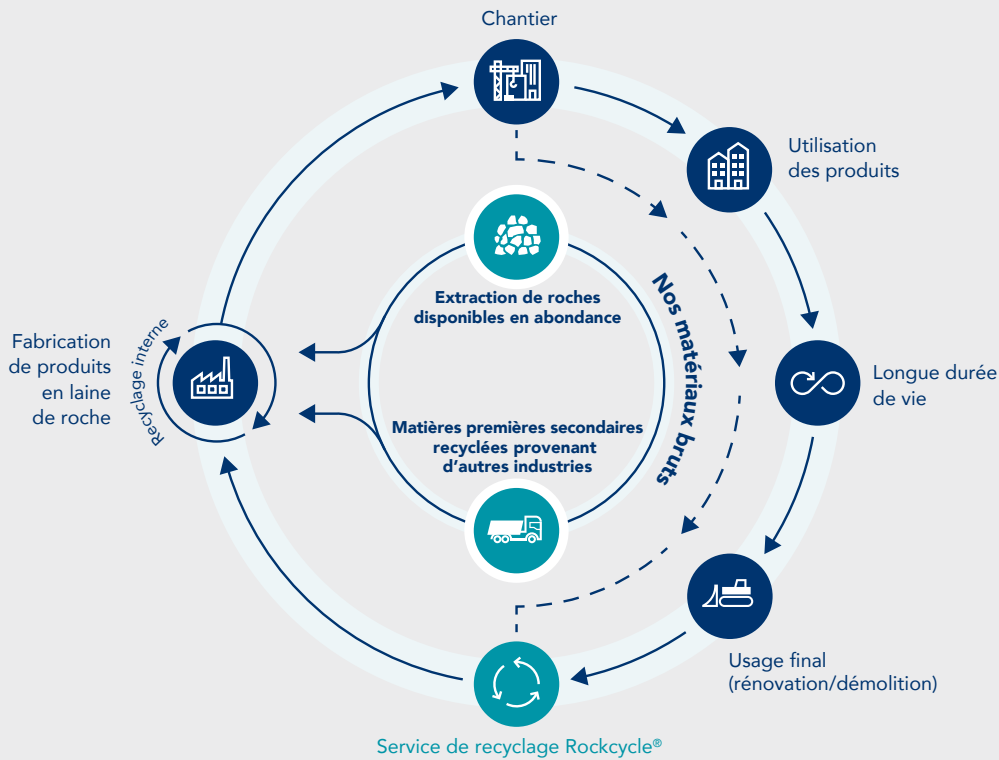 Chantier
Utilisation
des produits
Extraction de roches
disponibles en abondance
Nos matériaux bruts
Fabrication
de produits
en laine
de roche
Recyclage interne
Longue durée
de vie
Matières premières secondaires
recyclées provenant
d'autres industries
Usage final
(rénovation/démolition)
Service de recyclage Rockcycle®